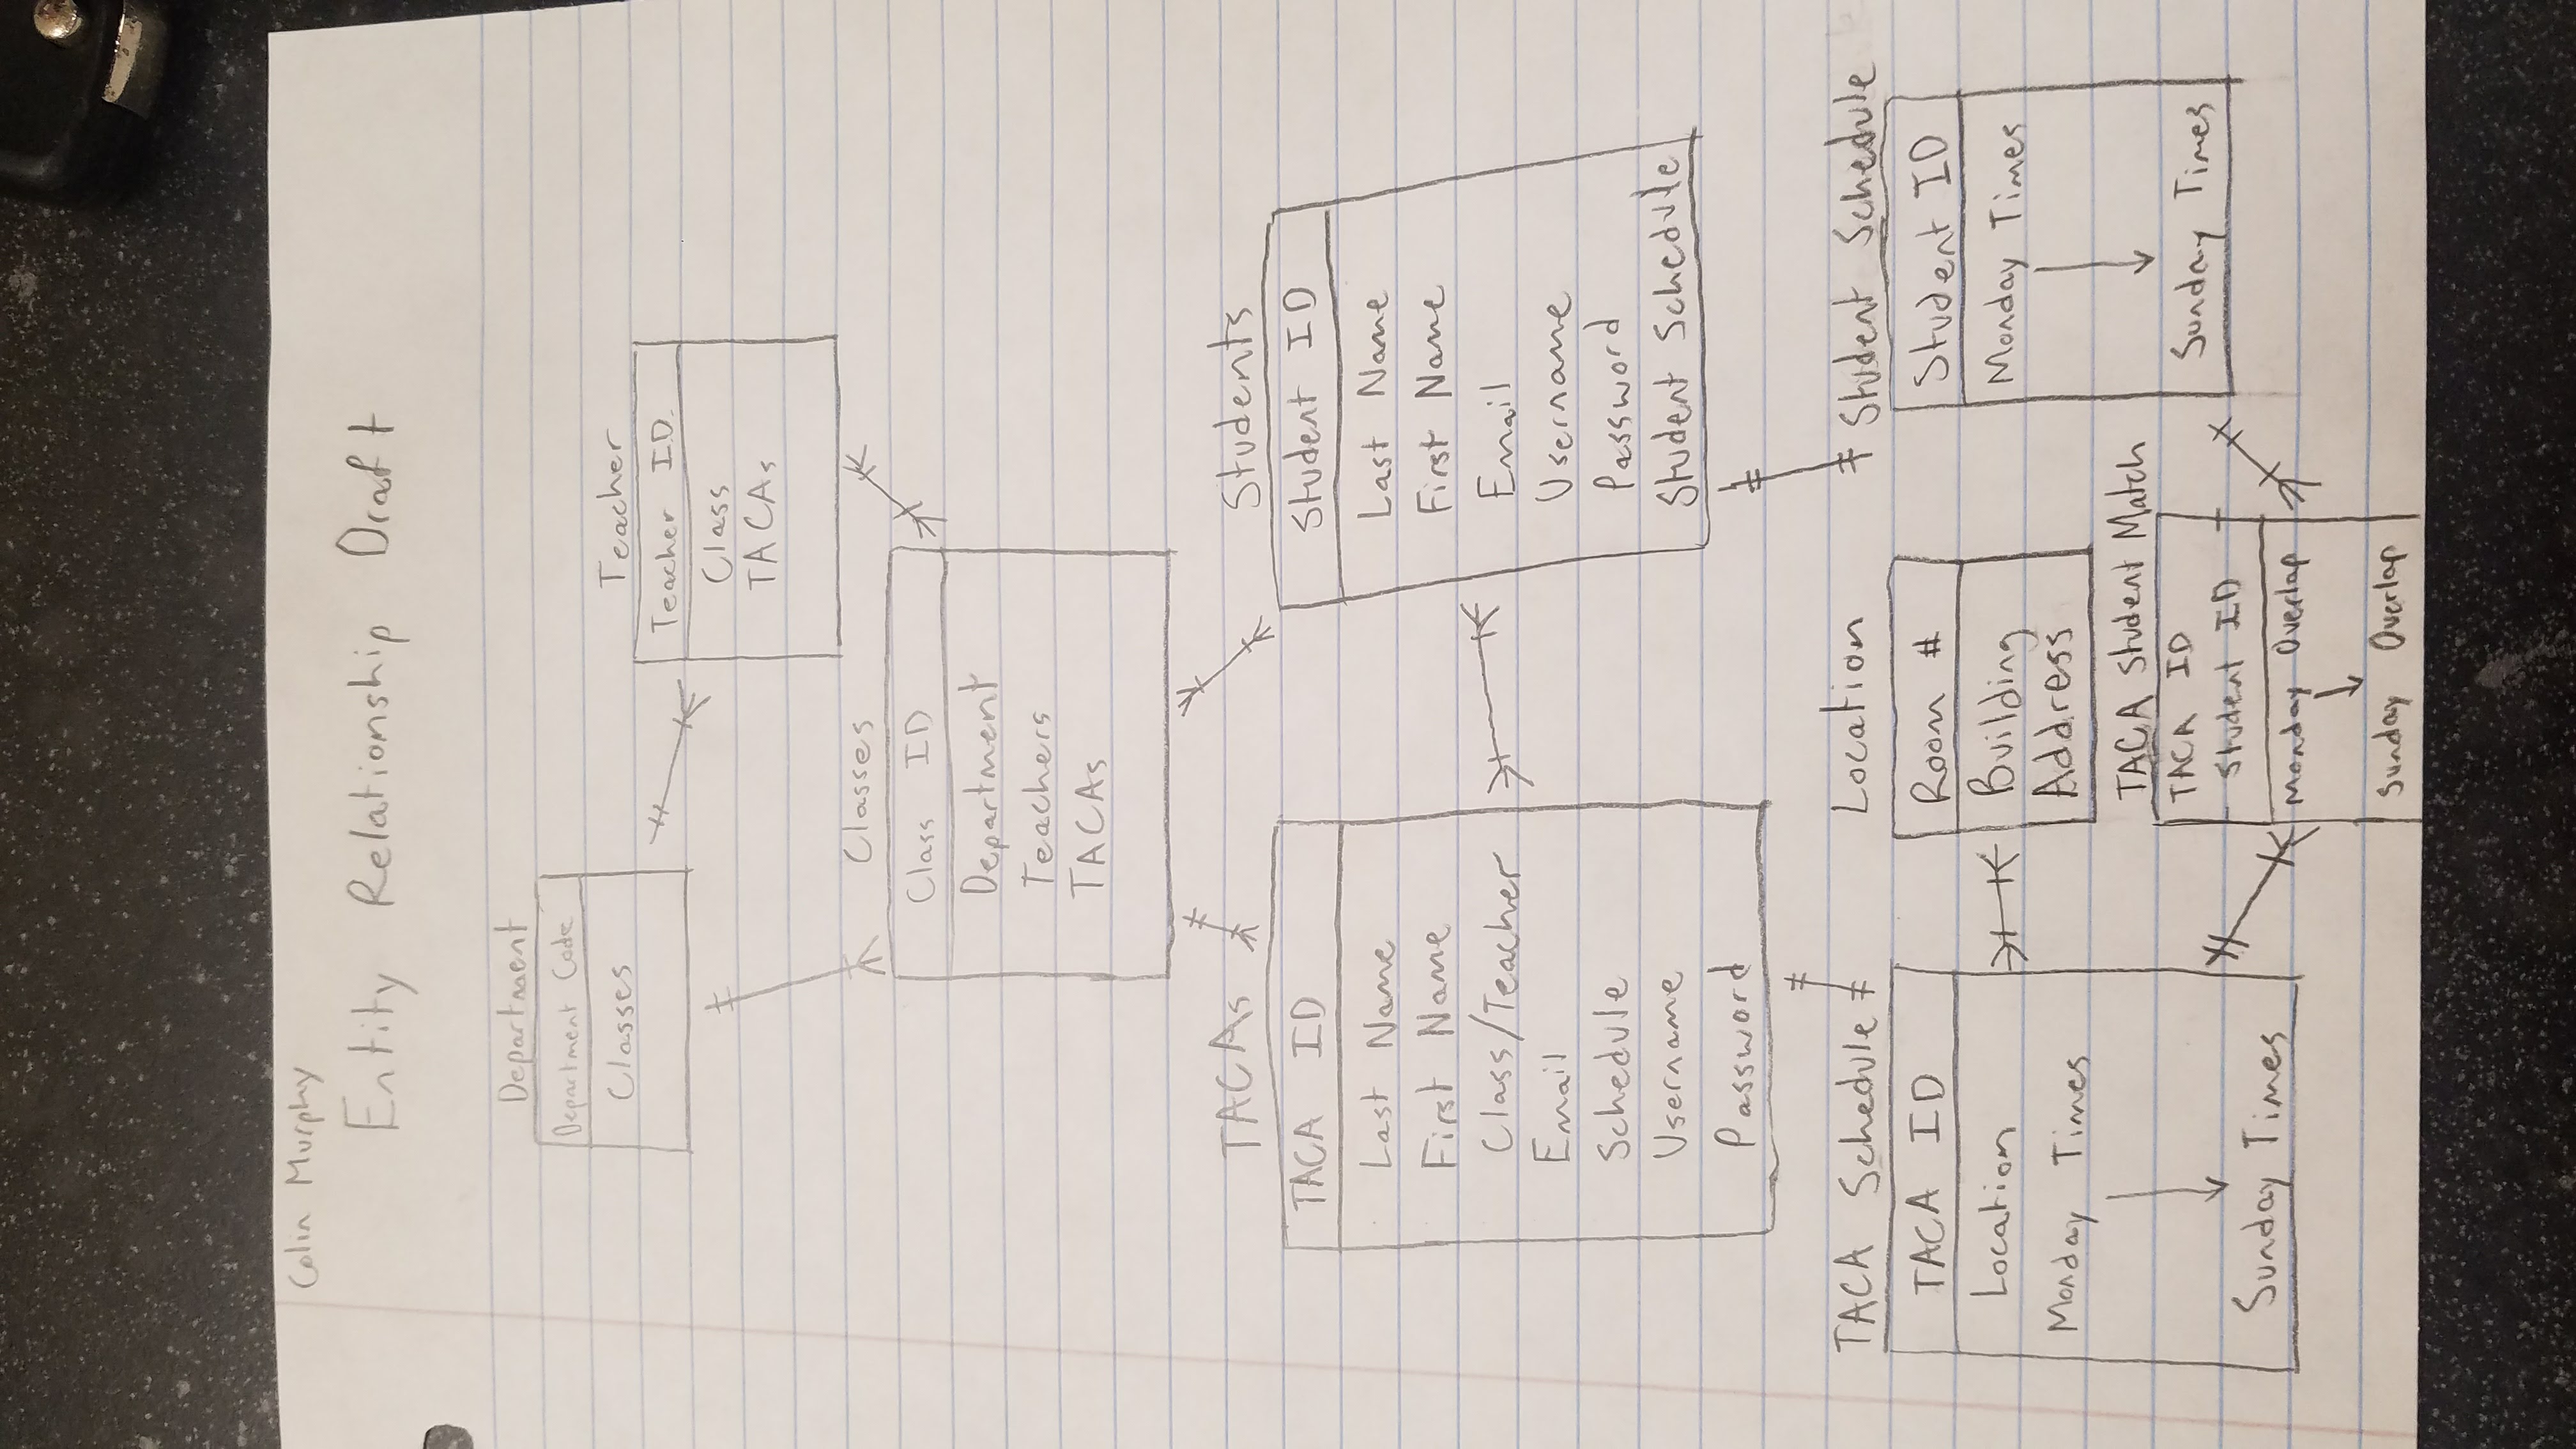 Colin Murphy
Entity Relationship Draft
Department
Department Code
Classes
Teacher
Teacher ID.
Class
TACAs
Classes
Class ID
Department
Teachers
TACAs
TACAs
TACA ID
Last Name
First Name
Class/Teacher
Email
Schedule
Username
Password
Students
Student ID
Last Name
First Name
Email
Username
Password
Student Schedule
TACA Schedule
TACA ID
Location
Monday Times
Sunday Times
Location
Room #
Building
Address
Student Schedule
Student ID
Monday Times
Sunday Times
TACA Student Match
TACA ID
Student ID
Monday Overlap
Sunday Overlap